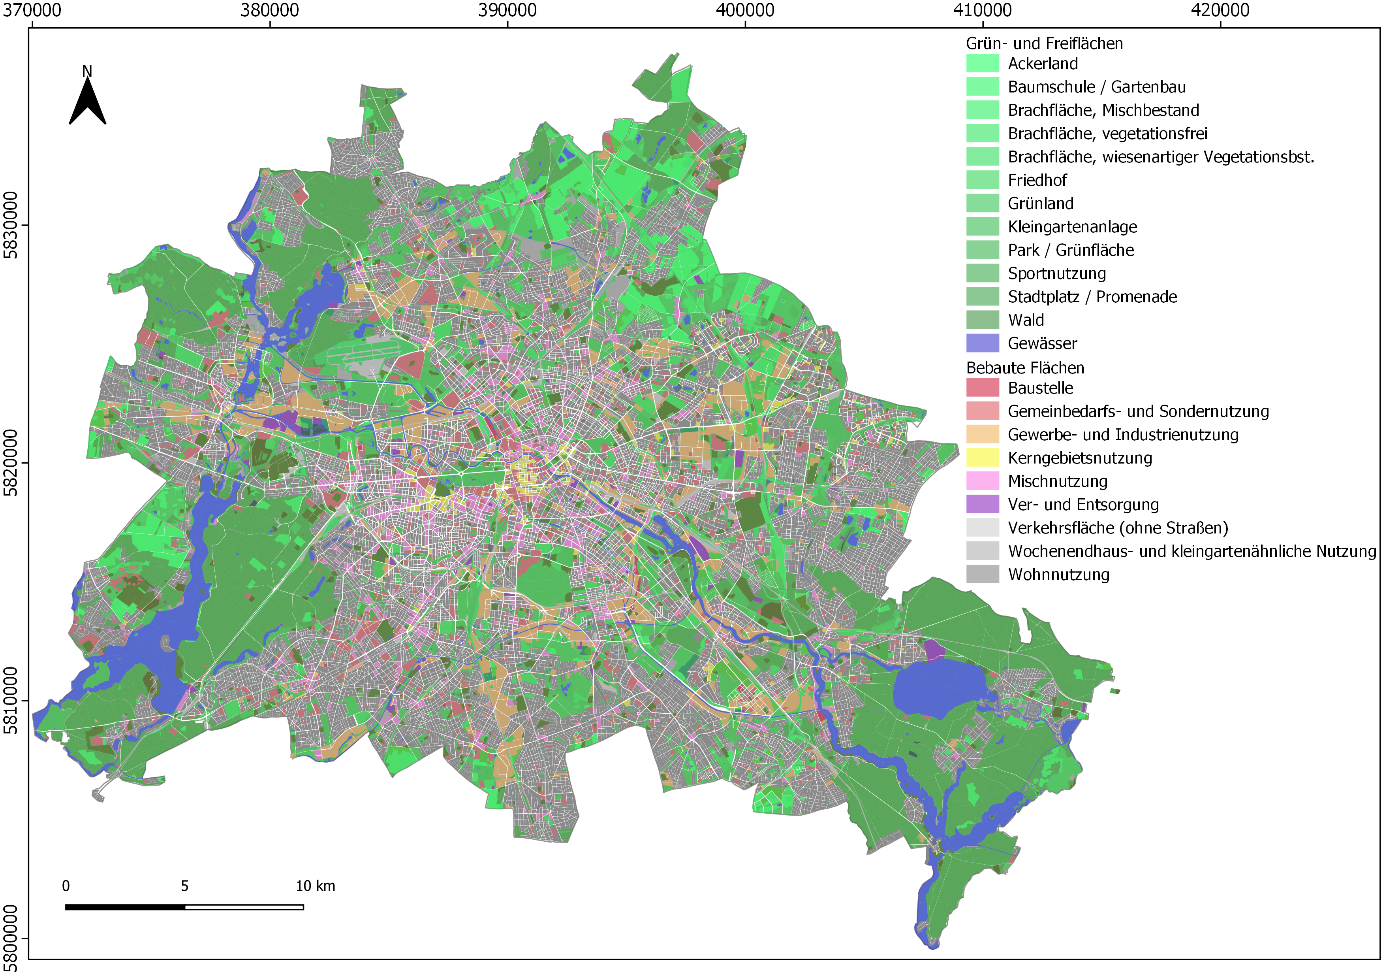 370000 380000 390000 400000 410000 420000
N
5830000
5820000
5810000
5800000
Grün- und Freiflächen
Ackerland
Baumschule / Gartenbau
Brachfläche, Mischbestand
Brachfläche, vegetationsfrei
Brachfläche, wiesenartiger Vegetationsbst.
Friedhof
Grünland
Kleingartenanlage
Park / Grünfläche
Sportnutzung
Stadtplatz / Promenade
Wald
Gewässer
Bebaute Flächen
Baustelle
Gemeinbedarfs- und Sondernutzung
Gewerbe- und Industrienutzung
Kerngebietsnutzung
Mischnutzung
Ver- und Entsorgung
Verkehrsfläche (ohne Straßen)
Wochenendhaus- und kleingartenähnliche Nutzung
Wohnnutzung
0 5 10 km